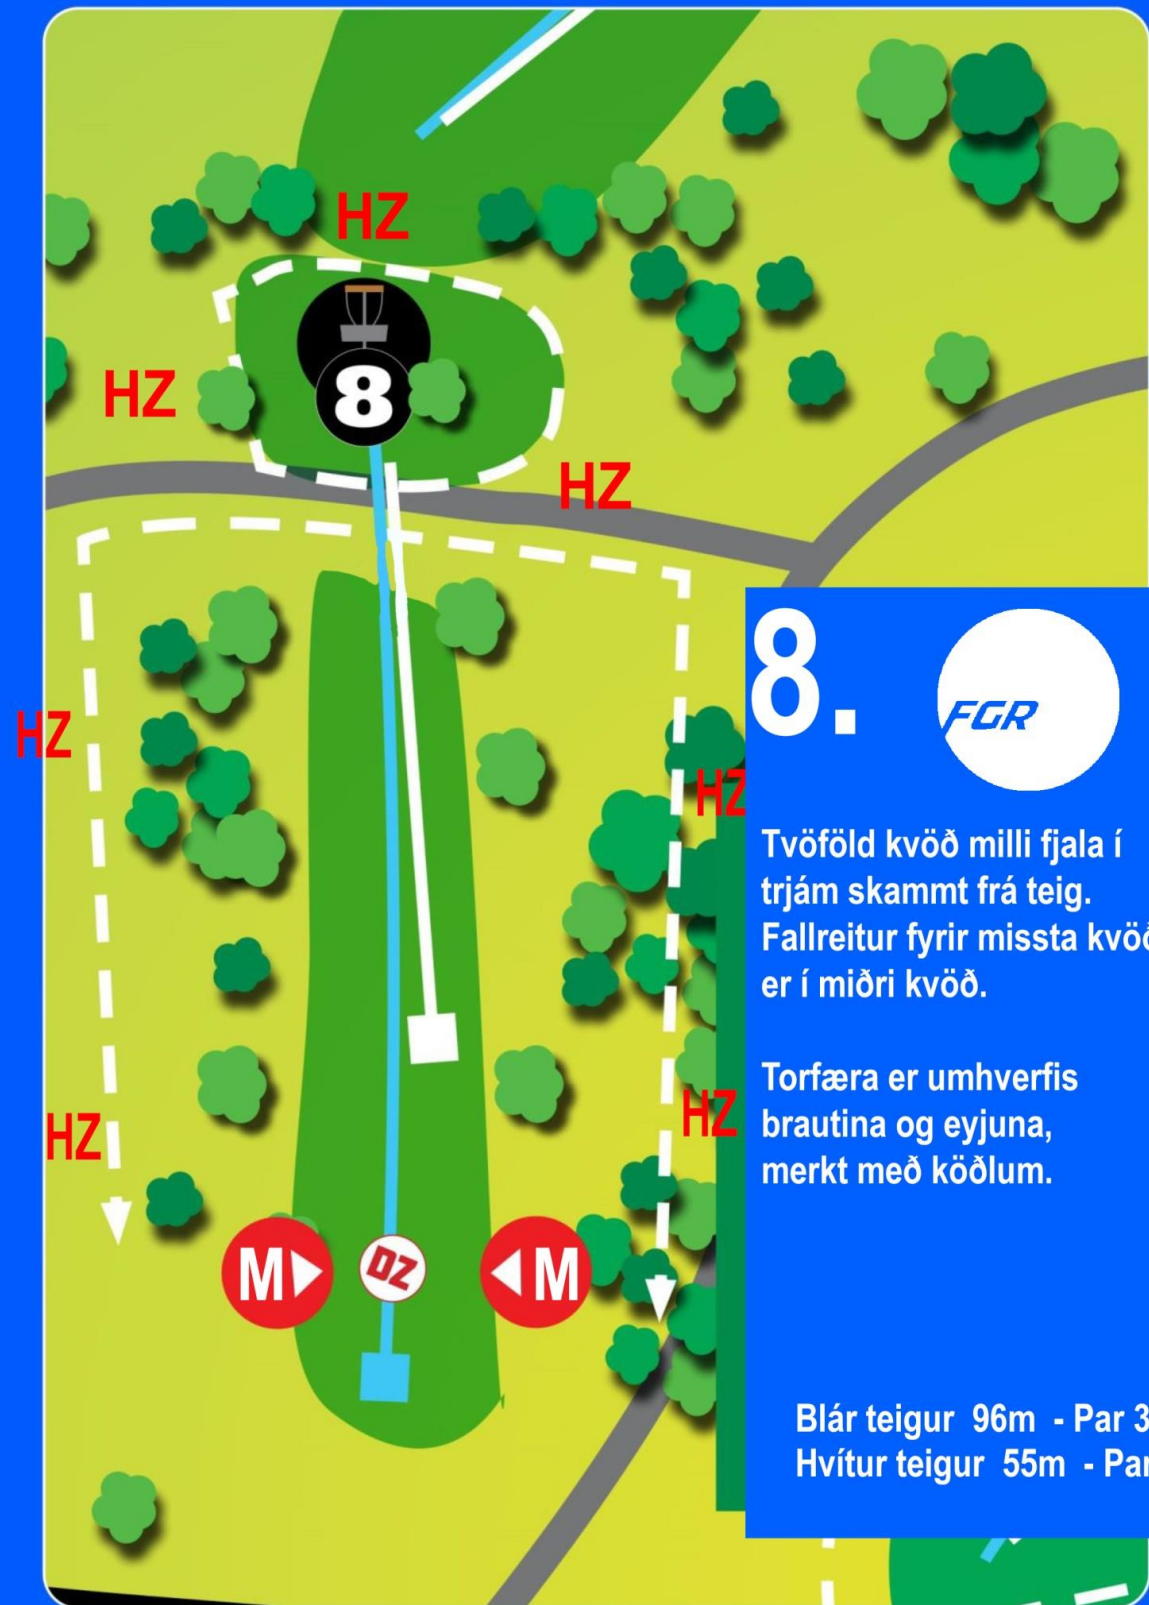 HZ
HZ
8
HZ
8.
FGR
HZ
HZ
Tvöföld kvöð milli fjala í
trjám skammt frá teig.
Fallreitur fyrir missta kvöð
er í miðri kvöð.
Torfæra er umhverfis
brautina og eyjuna,
merkt með köðlum.
HZ
HZ
M
DZ
M
Blár teigur 96m - Par 3
Hvítur teigur 55m - Par